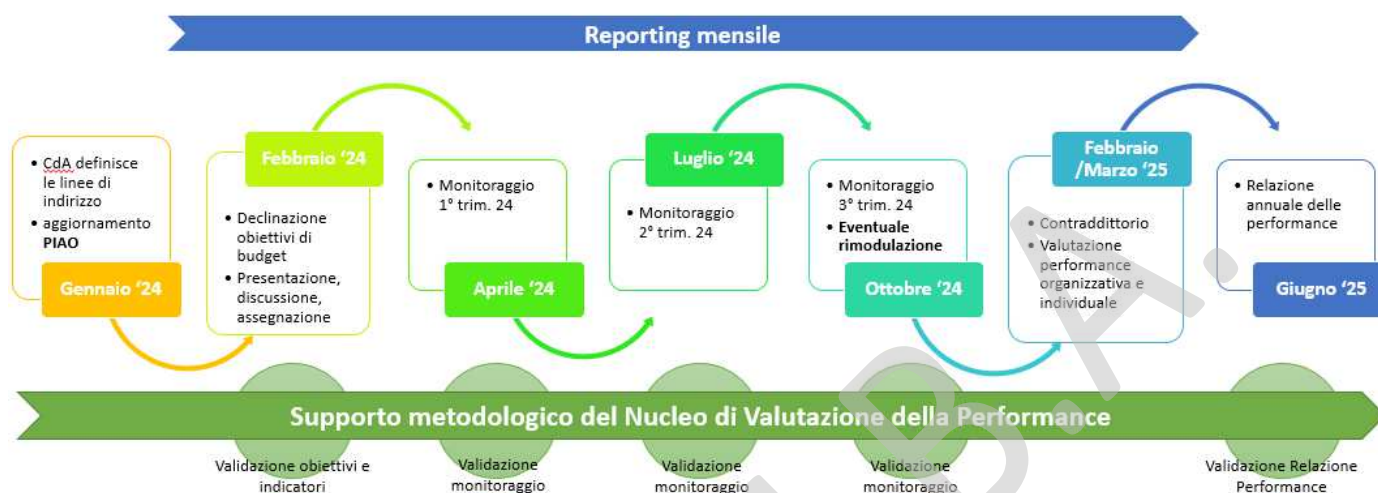 Reporting mensile
• CdA definisce
le linee di
indirizzo
• aggiornamento
PIAO
Gennaio ‘24
Febbraio ‘24
• Declinazione
obiettivi di
budget
• Presentazione,
discussione,
assegnazione
• Monitoraggio
1° trim. 24
Aprile ‘24
Luglio ‘24
• Monitoraggio
2° trim. 24
• Monitoraggio
3° trim. 24
• Eventuale
rimodulazione
Ottobre ‘24
Febbraio
/Marzo ‘25
• Contraddittorio
• Valutazione
performance
organizzativa e
individuale
• Relazione
annuale delle
performance
Giugno ‘25
Supporto metodologico del Nucleo di Valutazione della Performance
Validazione obiettivi e
indicatori
Validazione
monitoraggio
Validazione
monitoraggio
Validazione
monitoraggio
Validazione Relazione
Performance
B.A.